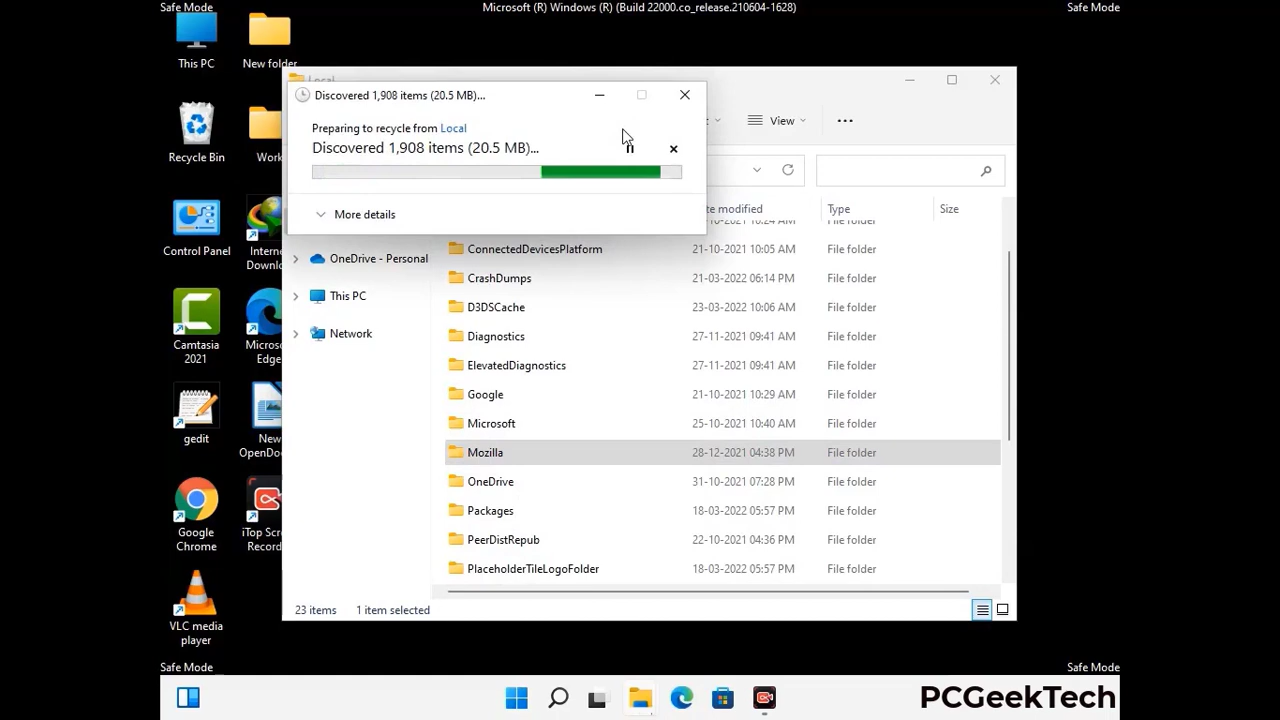 Safe Mode
Microsoft (R) Windows (R) (Build 22000.co_release.210604-1628)
Safe Mode
This PC
New folder
Recycle Bin
Control Panel
Camtasia
2021
gedit
Google
Chrome
VLC media
player
Work
Intern
Downlo
Micros
Edge
New
OpenDoc
iTop Scr
Record
Local
Discovered 1,908 items (20.5 MB)...
Preparing to recycle from Local
Discovered 1,908 items (20.5 MB)...
More details
View
te modified
Type
Size
File folder
ConnectedDevicesPlatform 21-10-2021 10:05 AM File folder
CrashDumps 21-03-2022 06:14 PM File folder
D3DSCache 23-03-2022 10:06 AM File folder
Diagnostics 27-11-2021 09:41 AM File folder
ElevatedDiagnostics 27-11-2021 09:41 AM File folder
Google 21-10-2021 10:29 AM File folder
Microsoft 25-10-2021 10:40 AM File folder
Mozilla 28-12-2021 04:38 PM File folder
OneDrive 31-10-2021 07:28 PM File folder
Packages 18-03-2022 05:57 PM File folder
PeerDistRepub 22-10-2021 04:36 PM File folder
PlaceholderTileLogoFolder 18-03-2022 05:57 PM File folder
OneDrive - Personal
This PC
Network
23 items
1 item selected
Safe Mode
Safe Mode
PCGeekTech